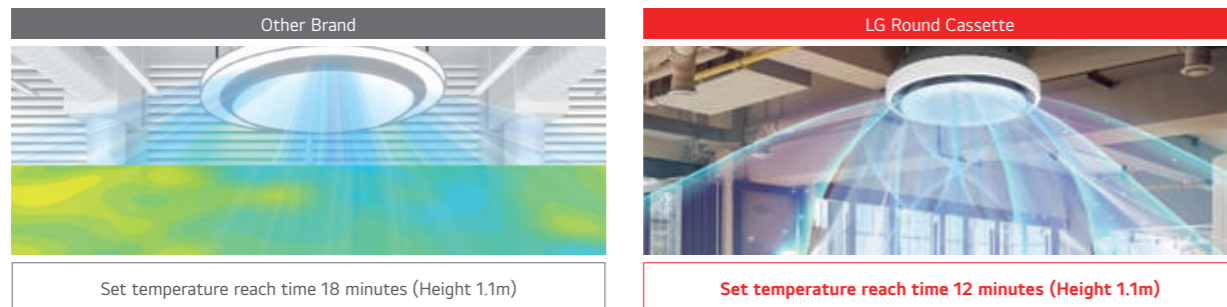 Other Brand
LG Round Cassette
Set temperature reach time 18 minutes (Height 1.1m)
Set temperature reach time 12 minutes (Height 1.1m)